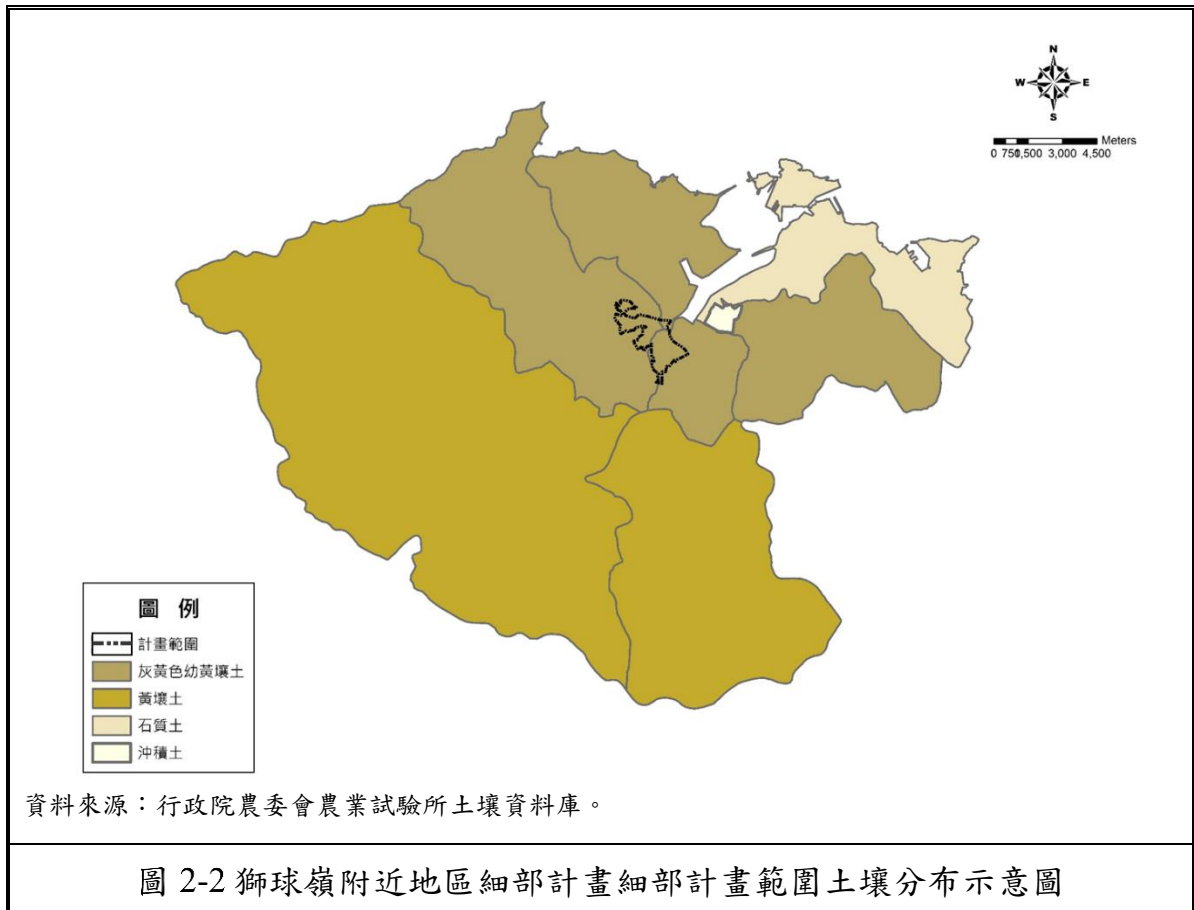 N
W E
S
Meters
0 750 1,500 3,000 4,500
圖 例
計畫範圍
灰黃色幼黃壤土
黃壤土
石質土
沖積土
資料來源：行政院農委會農業試驗所土壤資料庫。
圖 2-2 獅球嶺附近地區細部計畫細部計畫範圍土壤分布示意圖